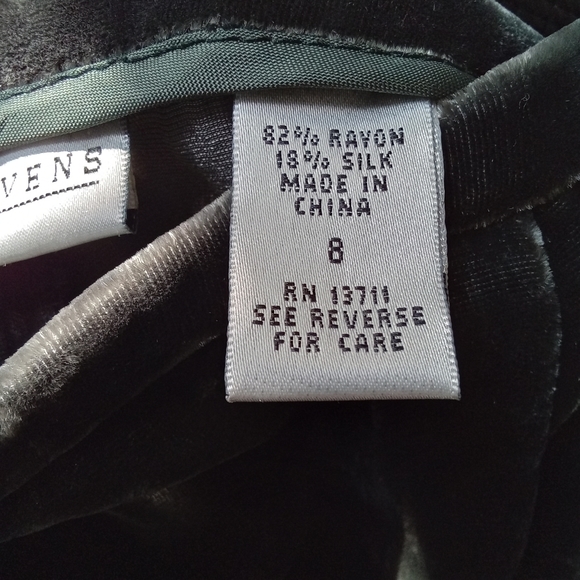 VENS
82% RAYON
18% SILK
MADE IN
CHINA
8
RN 13711
SEE REVERSE
FOR CARE